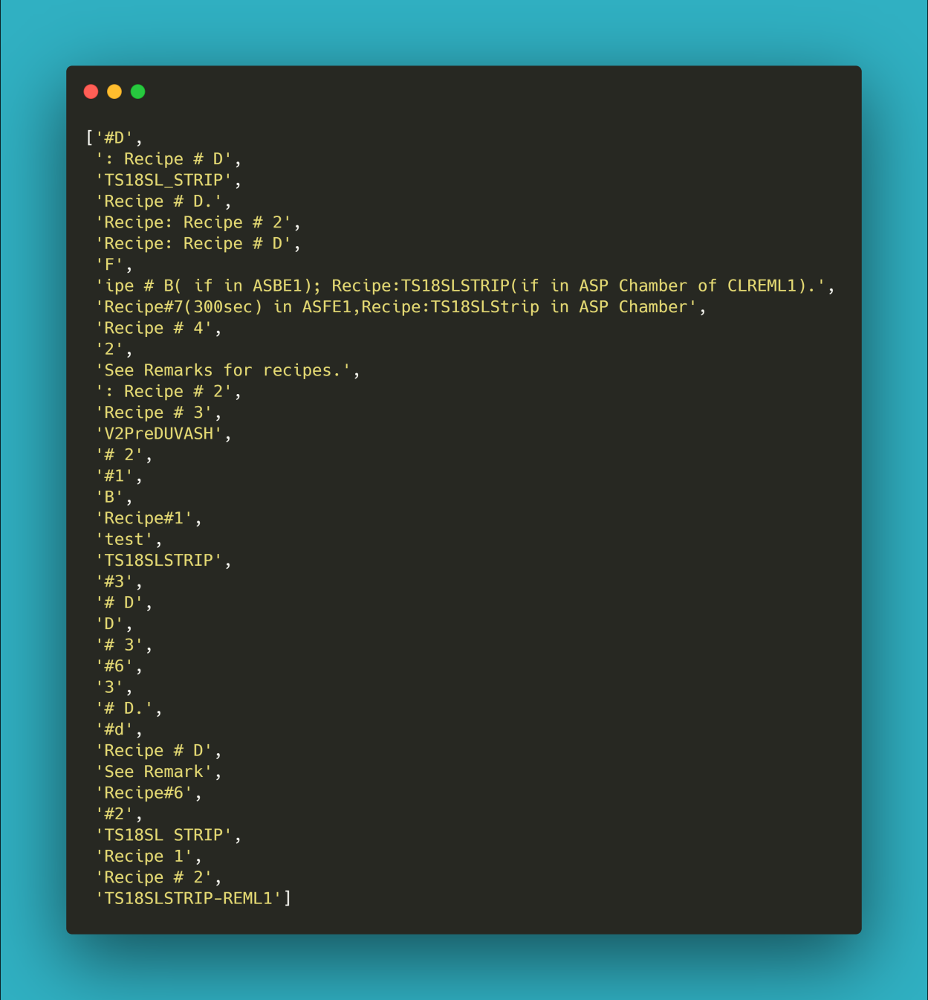 ['#D',
': Recipe # D',
'TS18SL_STRIP',
'Recipe # D.',
'Recipe: Recipe # 2',
'Recipe: Recipe # D',
'F',
'ipe # B( if in ASBE1); Recipe:TS18SLSTRIP(if in ASP Chamber of CLREML1).',
'Recipe#7(300sec) in ASFE1,Recipe:TS18SLStrip in ASP Chamber',
'Recipe # 4',
'2',
'See Remarks for recipes.',
': Recipe # 2',
'Recipe # 3',
'V2PreDUVASH',
'# 2',
'#1',
'B',
'Recipe#1',
'test',
'TS18SLSTRIP',
'#3',
'# D',
'D',
'# 3',
'#6',
'3',
'# D.',
'#d',
'Recipe # D',
'See Remark',
'Recipe#6',
'#2',
'TS18SL STRIP',
'Recipe 1',
'Recipe # 2',
'TS18SLSTRIP-REML1']